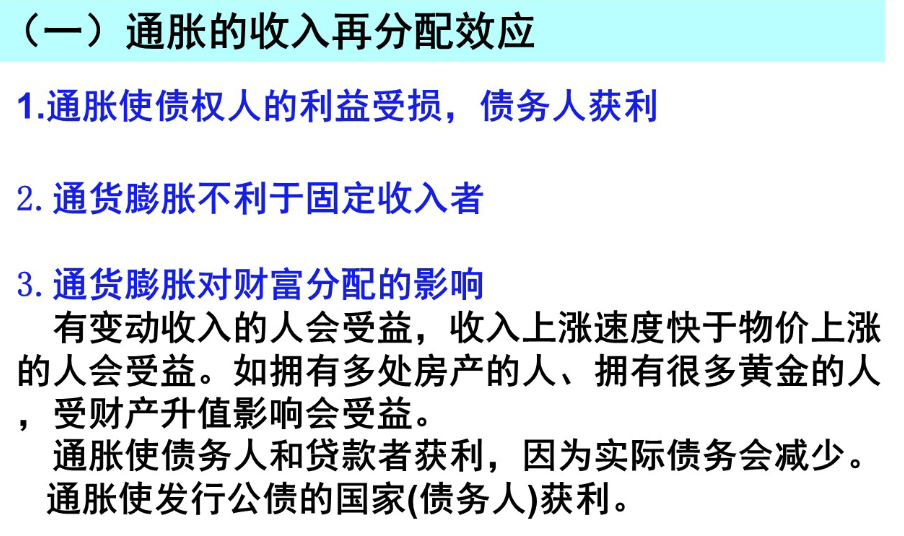 （一）通胀的收入再分配效应
1.通胀使债权人的利益受损，债务人获利
2. 通货膨胀不利于固定收入者
3. 通货膨胀对财富分配的影响
有变动收入的人会受益，收入上涨速度快于物价上涨
的人会受益。如拥有多处房产的人、拥有很多黄金的人
，受财产升值影响会受益。
通胀使债务人和贷款者获利，因为实际债务会减少。
通胀使发行公债的国家(债务人)获利。